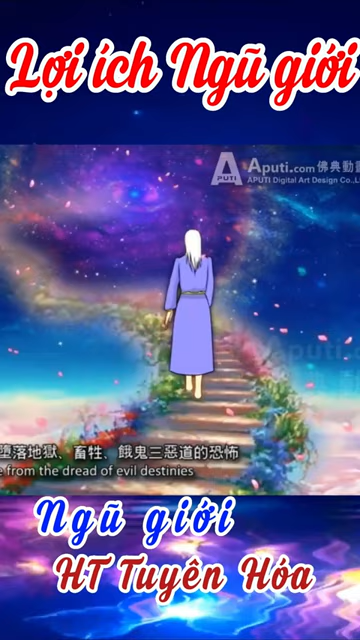 Lợi ích Ngũ giới
Aputi.com 佛典動畫
APUTI Digital Art Design Co.,L
APUTI
Aputi
墮落地獄、畜牲、餓鬼三惡道的恐怖
e from the dread of evil destinies
Ngũ giới
HT Tuyên Hóa